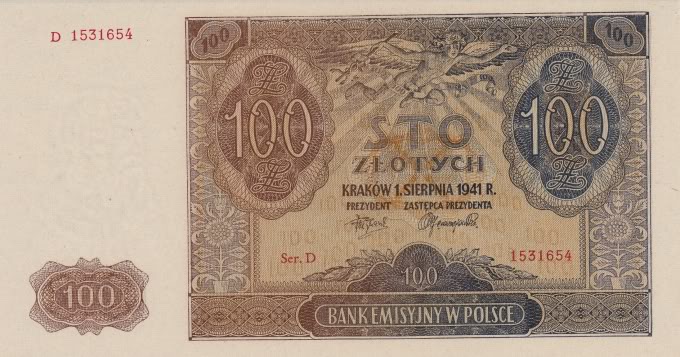 D 1531654
100
100
100
100
STO
ZŁOTYCH
KRAKÓW 1. SIERPNIA 1941 R.
PREZYDENT ZASTĘPCA PREZYDENTA
Ser. D
1531654
100
100
BANK EMISYJNY W POLSCE